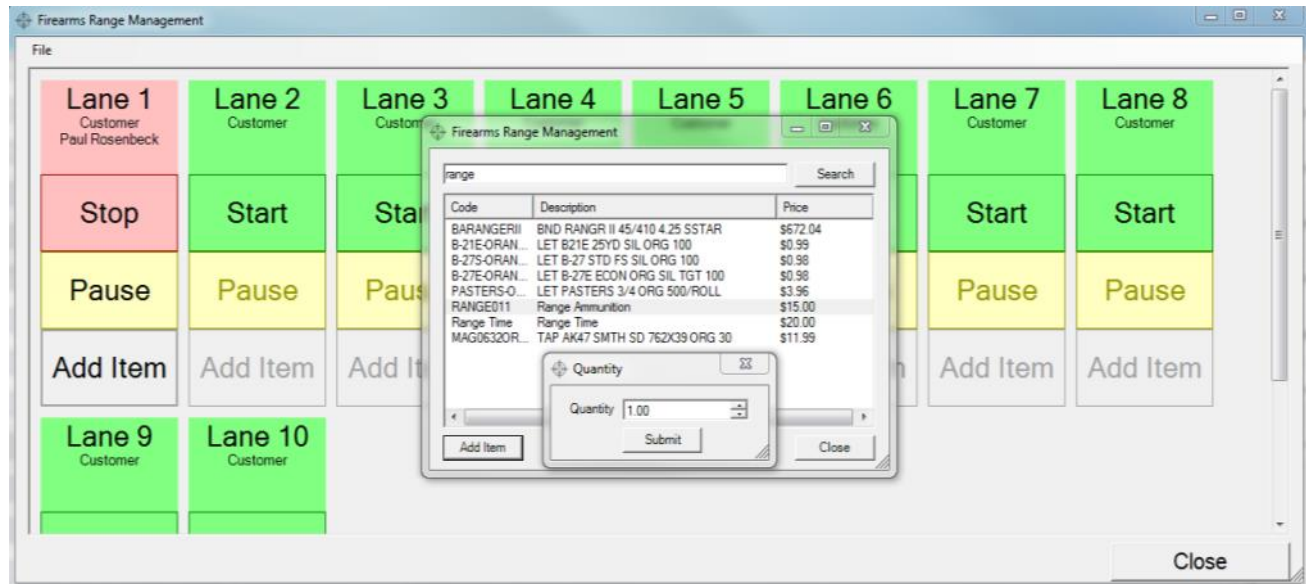 Firearms Range Management
File
Lane 1 Lane 2 Lane 3 Lane 4 Lane 5 Lane 6 Lane 7 Lane 8
Customer Customer Customer Customer
Paul Rosenbeck
Stop Start Start Start
Pause Pause Pause Pause
Add Item Add Item Add Item Add Item
Firearms Range Management
range Search
Code Description Price
BARANGERII BND RANGR II 45/410 4.25 SSTAR $672.04
B-21E-ORAN... LET B21E 25YD SIL ORG 100 $0.99
B-27S-ORAN... LET B-27 STD FS SIL ORG 100 $0.98
B-27E-ORAN... LET B-27E ECON ORG SIL TGT 100 $0.98
PASTERS-O... LET PASTERS 3/4 ORG 500/ROLL $3.96
RANGE011 Range Ammunition $15.00
Range Time Range Time $20.00
MAG0632OR... TAP AK47 SMTH SD 762X39 ORG 30 $11.99
Quantity
Quantity 1.00
Submit
Add Item Close
Lane 9 Lane 10
Customer Customer
Close